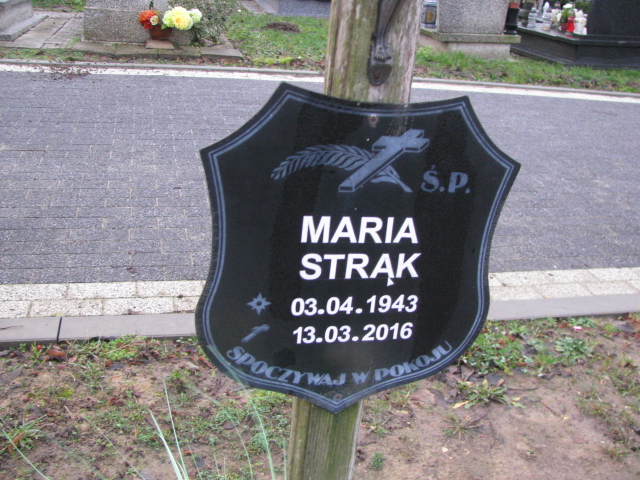 Ś.P.
MARIA
STRĄK
03.04.1943
13.03.2016
SPOCZYWAJ W POKOJU